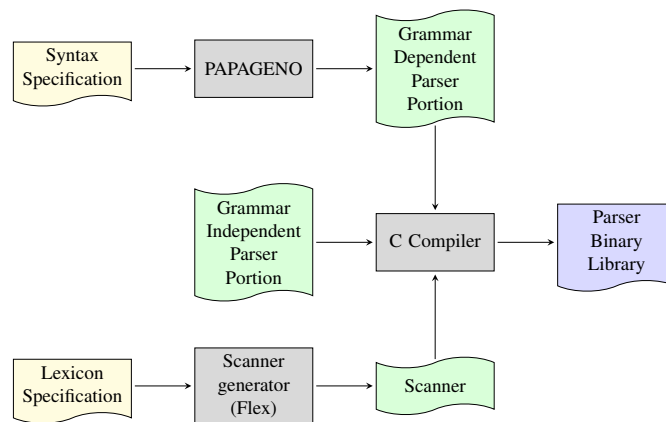 Syntax
Specification
PAPAGENO
Grammar
Dependent
Parser
Portion
Grammar
Independent
Parser
Portion
C Compiler
Parser
Binary
Library
Lexicon
Specification
Scanner
generator
(Flex)
Scanner